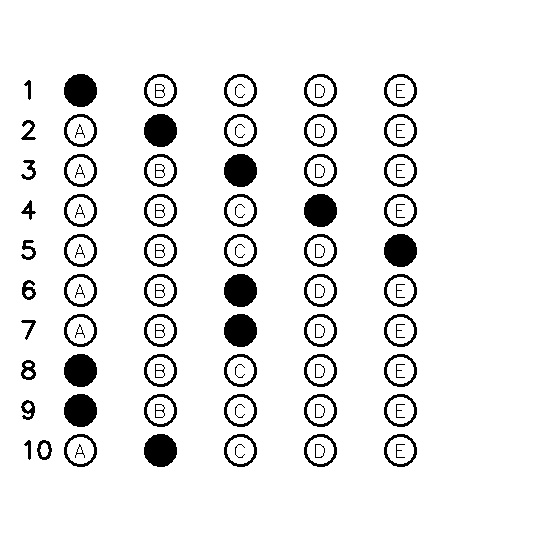 1 B C D E
2 A C D E
3 A B D E
4 A B C E
5 A B C D
6 A B D E
7 A B D E
8 B C D E
9 B C D E
10 A C D E